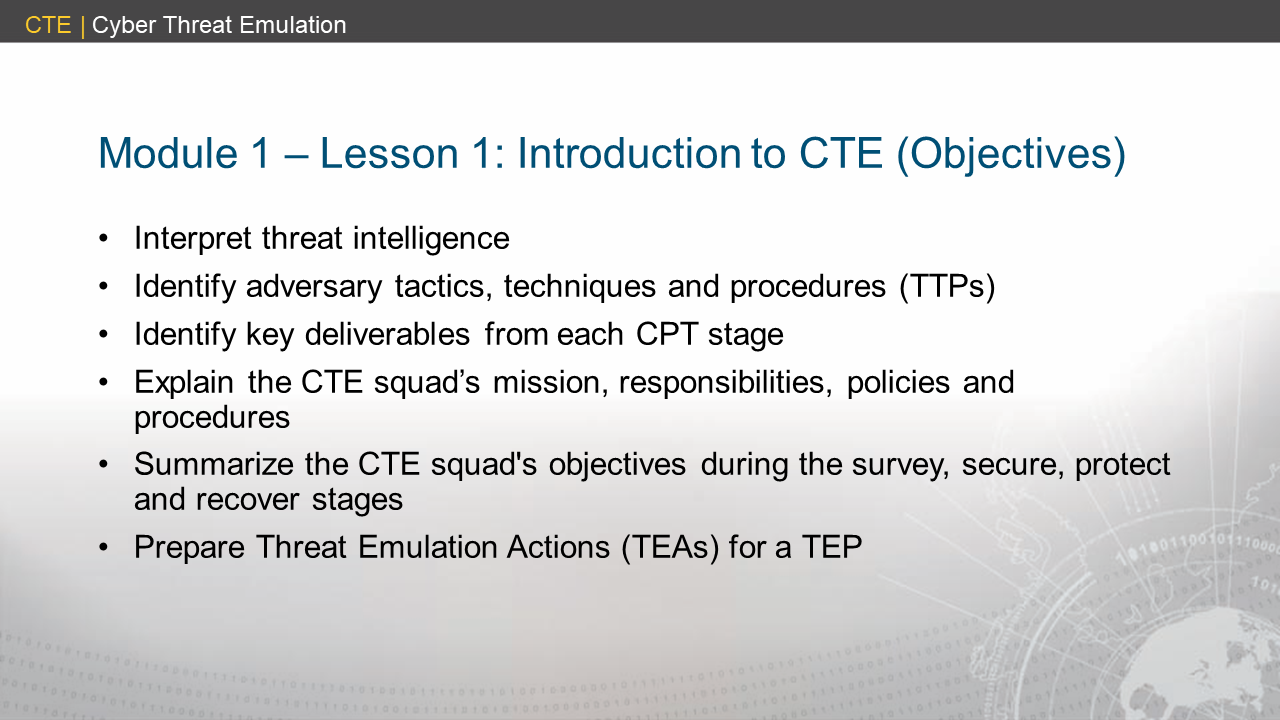 CTE | Cyber Threat Emulation
Module 1 – Lesson 1: Introduction to CTE (Objectives)
• Interpret threat intelligence
• Identify adversary tactics, techniques and procedures (TTPs)
• Identify key deliverables from each CPT stage
• Explain the CTE squad’s mission, responsibilities, policies and
procedures
• Summarize the CTE squad's objectives during the survey, secure, protect
and recover stages
• Prepare Threat Emulation Actions (TEAs) for a TEP